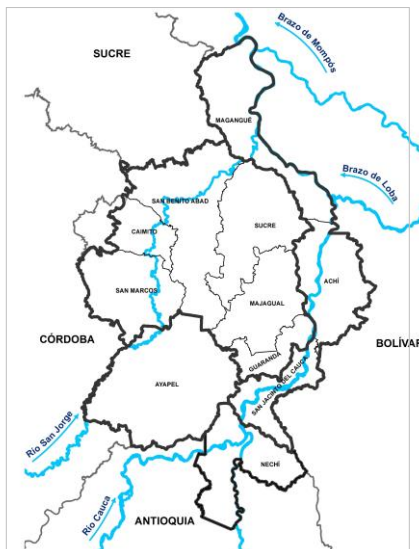 SUCRE
Brazo de Mompós
MAGANGUÉ
Brazo de Loba
SAN BENITO ABAD
CAIMITO
SUCRE
ACHÍ
SAN MARCOS
MAJAGUAL
CÓRDOBA
BOLÍVAR
GUARANDA
AYAPEL
SAN JACINTO DEL CAUCA
Río San Jorge
NECHÍ
Río Cauca
ANTIOQUIA